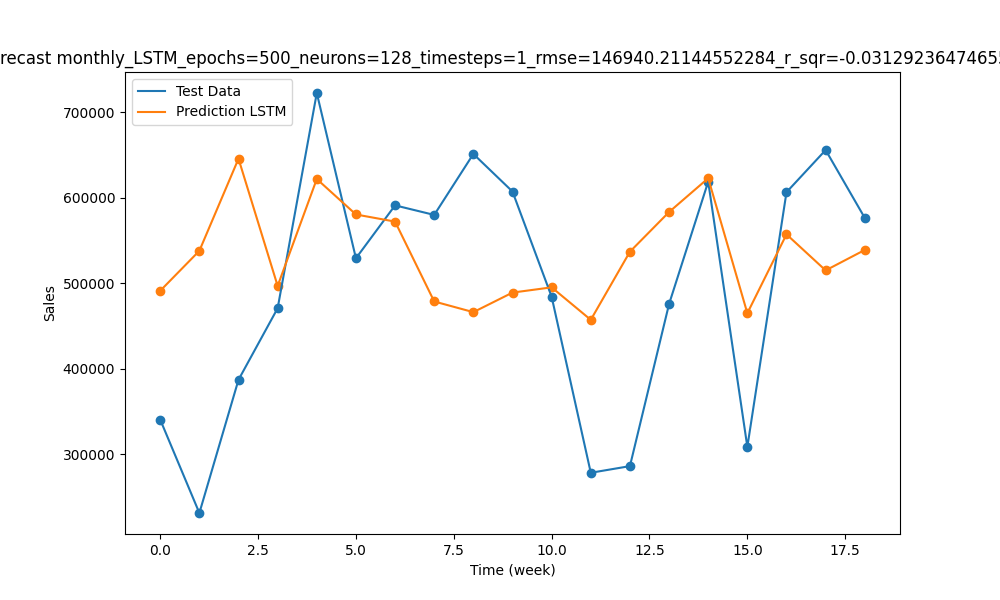 recast monthly_LSTM_epochs=500_neurons=128_timesteps=1_rmse=146940.21144552284_r_sqr=-0.0312923647465
Test Data
Prediction LSTM
700000
600000
500000
400000
300000
Sales
0.0 2.5 5.0 7.5 10.0 12.5 15.0 17.5
Time (week)